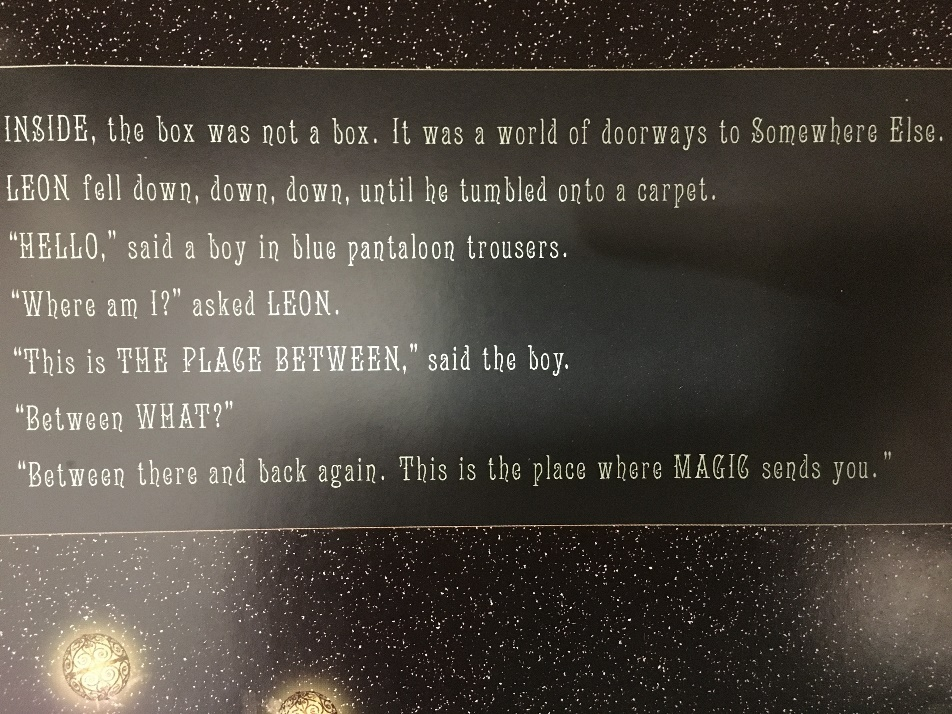 INSIDE, the box was not a box. It was a world of doorways to Somewhere Else.
LEON fell down, down, down, until he tumbled onto a carpet.
“HELLO,” said a boy in blue pantaloon trousers.
“Where am I?” asked LEON.
“This is THE PLACE BETWEEN,” said the boy.
“Between WHAT?”
“Between there and back again. This is the place where MAGIC sends you.”